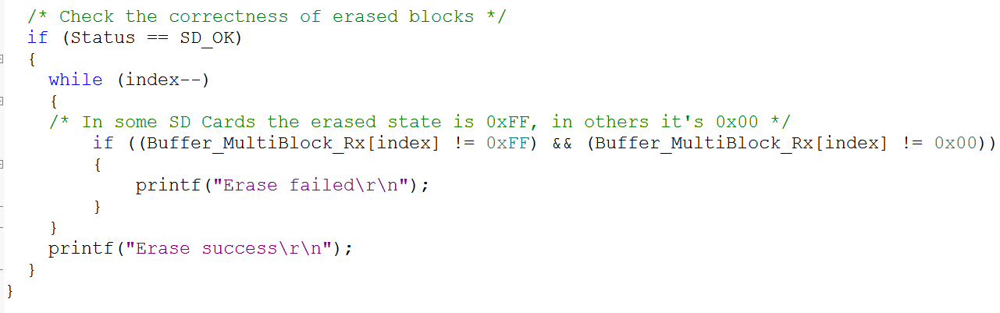 /* Check the correctness of erased blocks */
if (Status == SD_OK)
{
while (index--)
{
/* In some SD Cards the erased state is 0xFF, in others it's 0x00 */
if ((Buffer_MultiBlock_Rx[index] != 0xFF) && (Buffer_MultiBlock_Rx[index] != 0x00))
{
printf("Erase failed\r\n");
}
}
printf("Erase success\r\n");
}
}